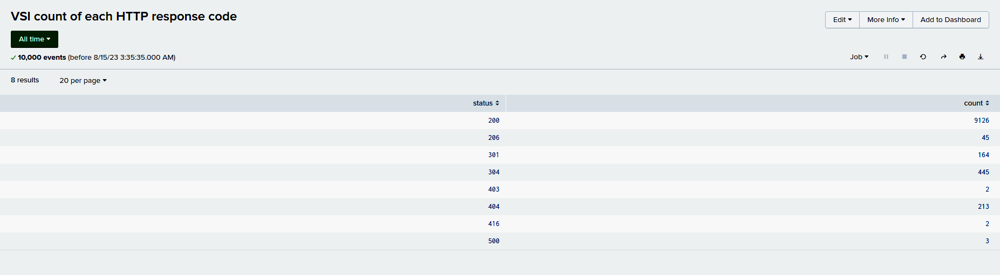 VSI count of each HTTP response code
Edit More Info Add to Dashboard
All time
10,000 events (before 8/15/23 3:35:35.000 AM)
Job
8 results 20 per page
status count
200 9126
206 45
301 164
304 445
403 2
404 213
416 2
500 3